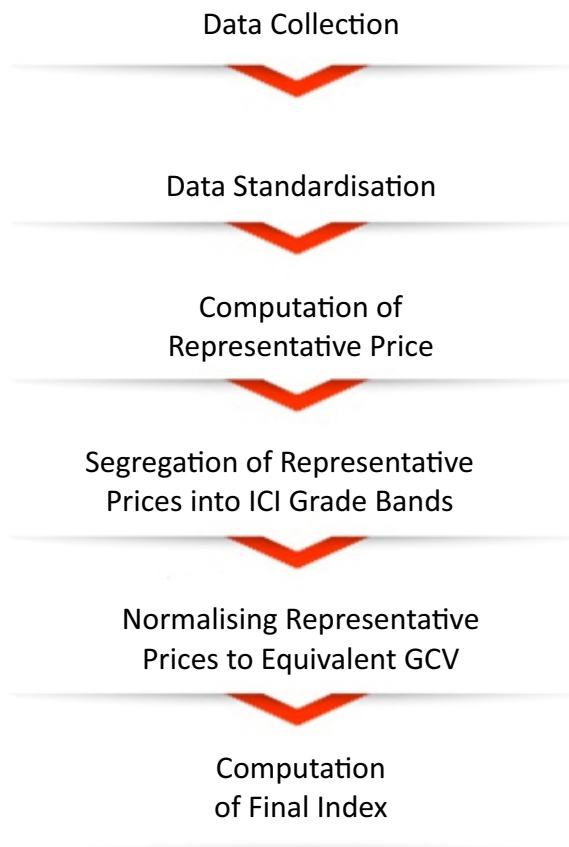 Data Collection
Data Standardisation
Computation of
Representative Price
Segregation of Representative
Prices into ICI Grade Bands
Normalising Representative
Prices to Equivalent GCV
Computation
of Final Index